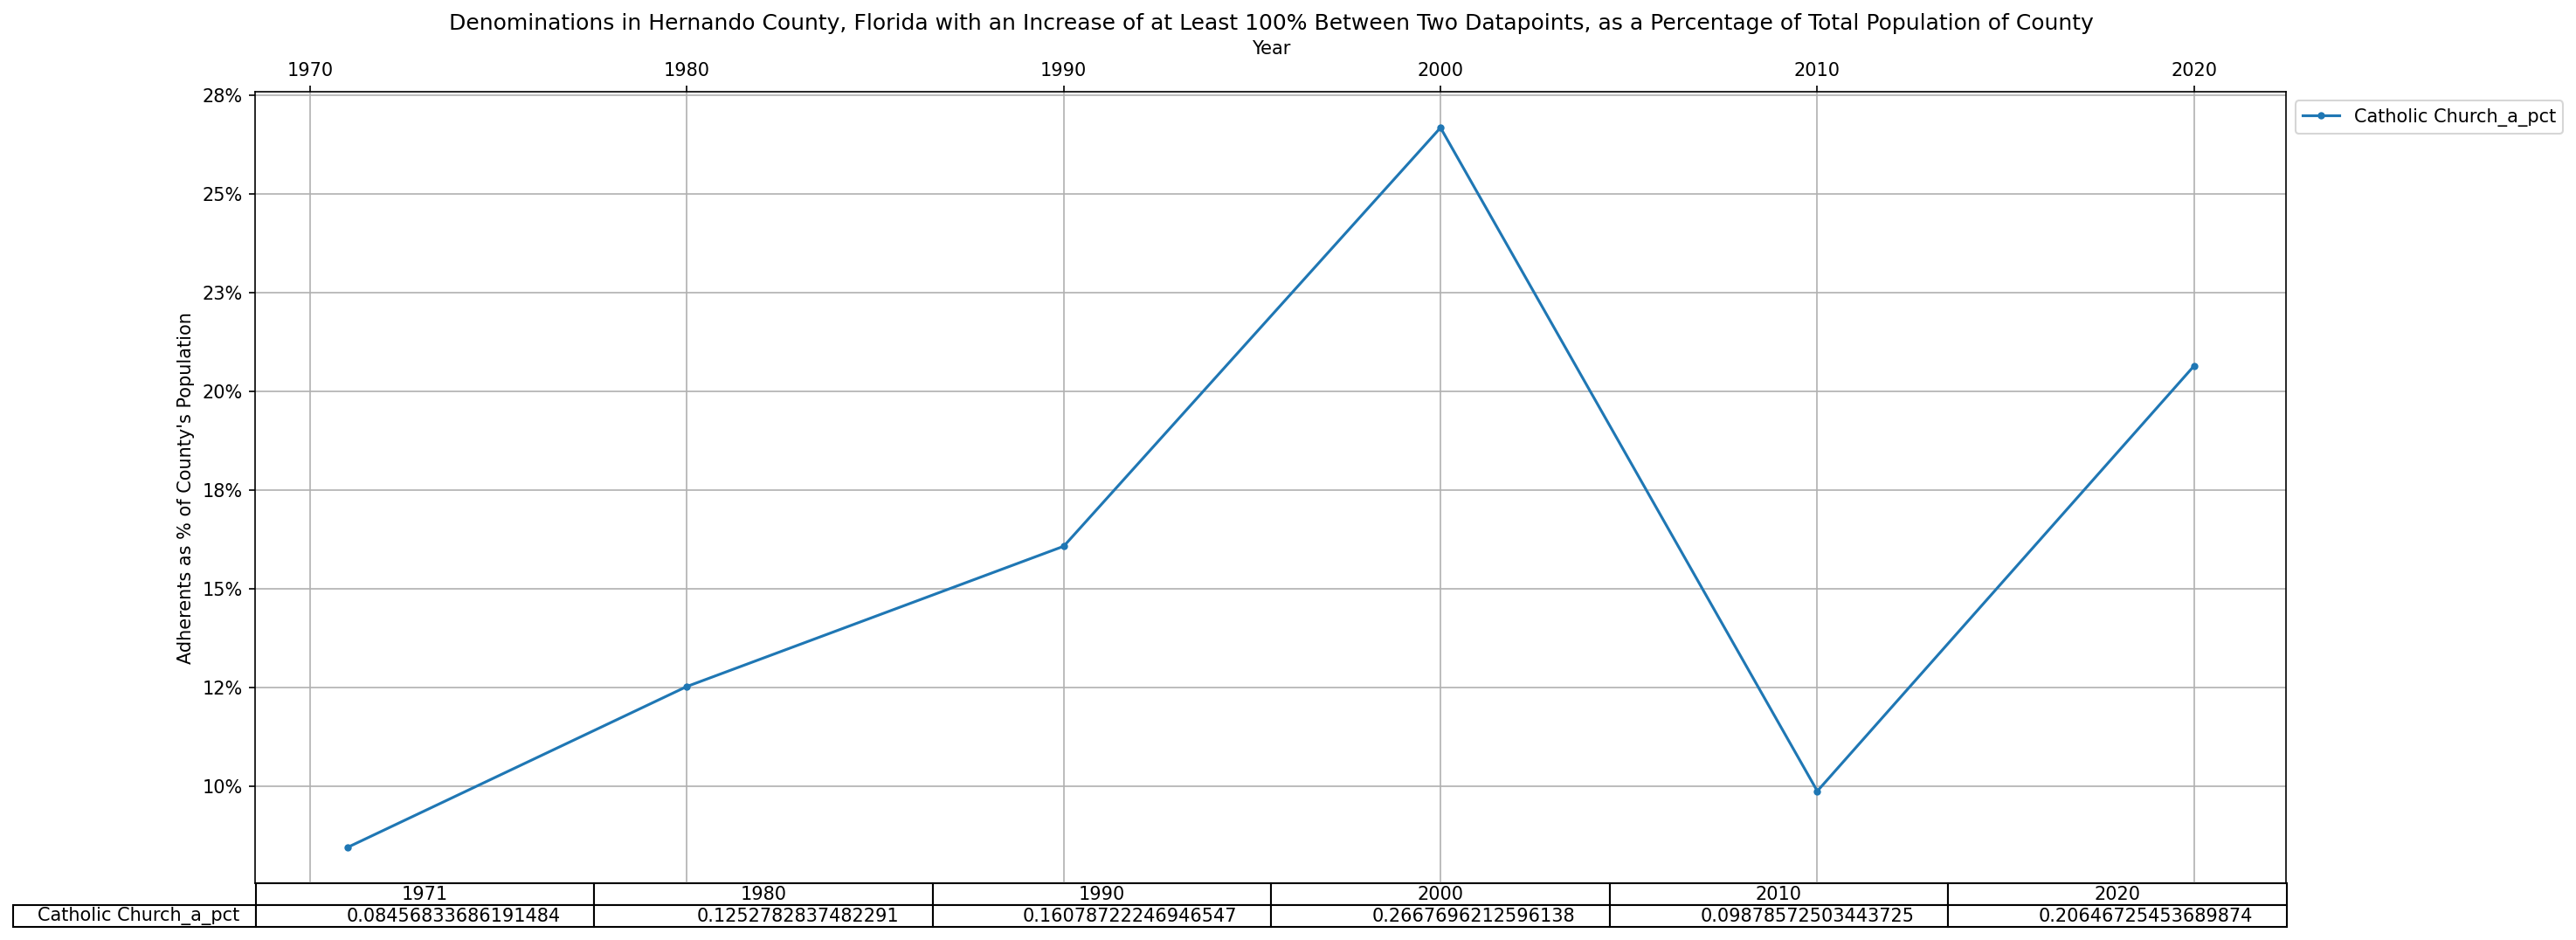 Denominations in Hernando County, Florida with an Increase of at Least 100% Between Two Datapoints, as a Percentage of Total Population of County
Year
1970 1980 1990 2000 2010 2020
28%
25%
23%
20%
18%
15%
12%
10%
Adherents as % of County's Population
Catholic Church_a_pct
1971 1980 1990 2000 2010 2020
Catholic Church_a_pct 0.08456833686191484 0.1252782837482291 0.16078722246946547 0.2667696212596138 0.09878572503443725 0.20646725453689874